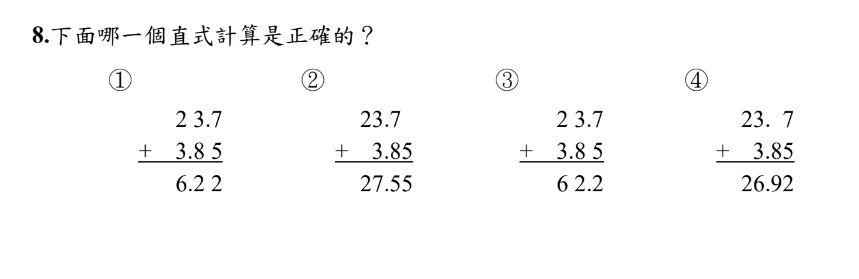 8.下面哪一個直式計算是正確的？
① ② ③ ④
2 3.7 23.7 2 3.7 23. 7
+ 3.8 5 + 3.85 + 3.8 5 + 3.85
6.2 2 27.55 6 2.2 26.92